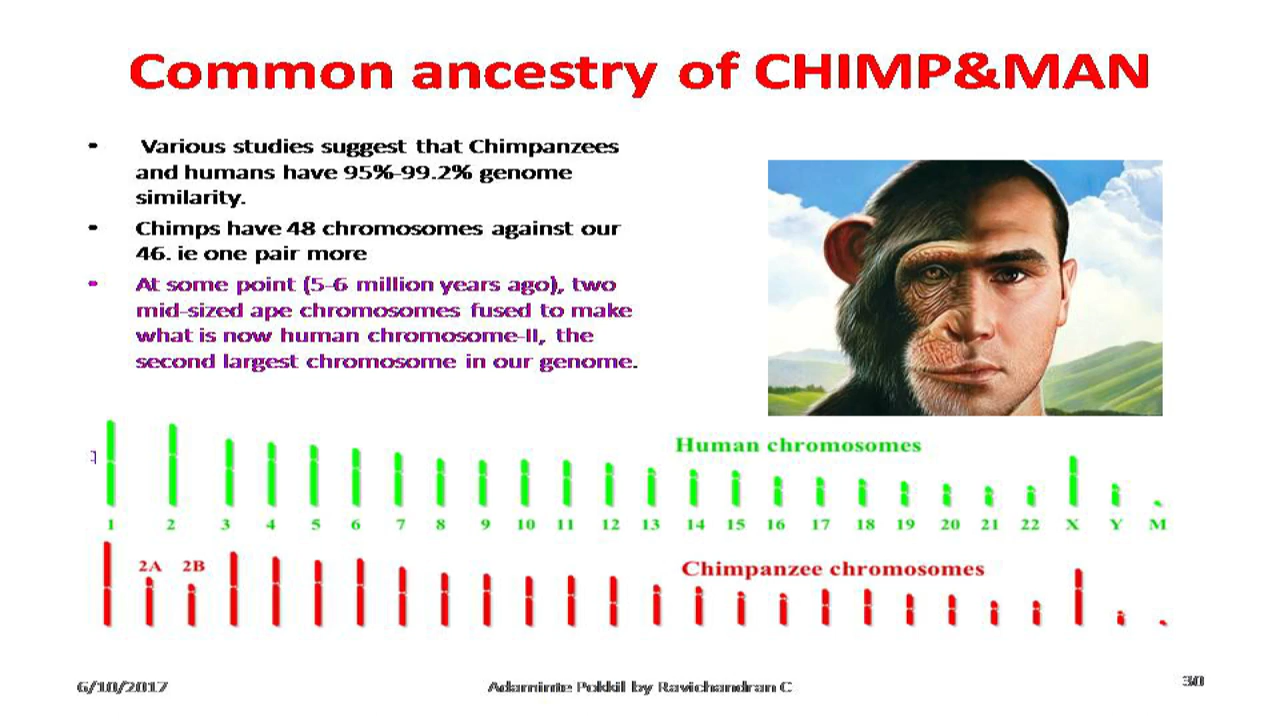 Common ancestry of CHIMP&MAN
• Various studies suggest that Chimpanzees
and humans have 95%-99.2% genome
similarity.
• Chimps have 48 chromosomes against our
46. ie one pair more
• At some point (5-6 million years ago), two
mid-sized ape chromosomes fused to make
what is now human chromosome-II, the
second largest chromosome in our genome.
Human chromosomes
1 2 3 4 5 6 7 8 9 10 11 12 13 14 15 16 17 18 19 20 21 22 X Y M
2A 2B
Chimpanzee chromosomes
6/10/2017
Adaminte Pokkil by Ravichandran C
30